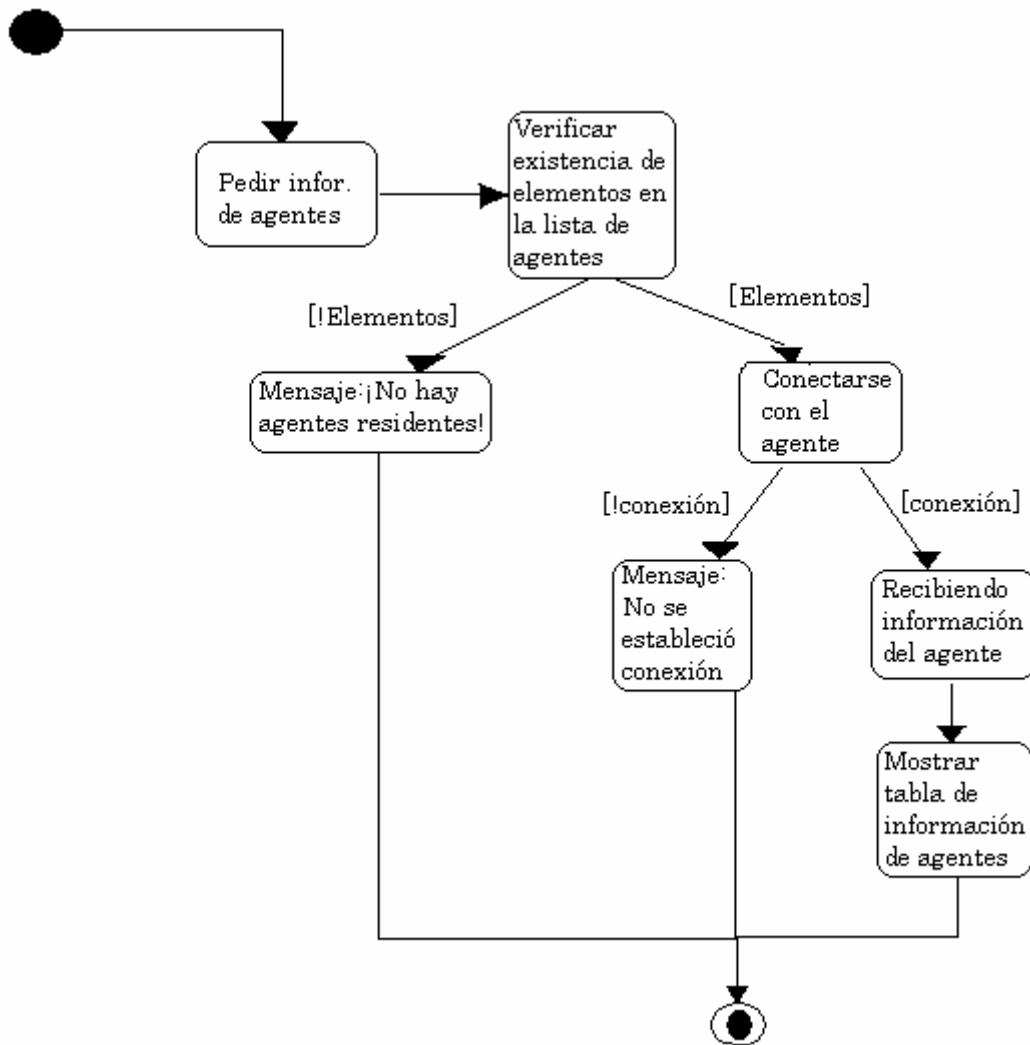 Pedir infor.
de agentes
Verificar
existencia de
elementos en
la lista de
agentes
[!Elementos]
[Elementos]
Mensaje:¡No hay
agentes residentes!
Conectarse
con el
agente
[!conexión]
[conexión]
Mensaje:
No se
estableció
conexión
Recibiendo
información
del agente
Mostrar
tabla de
información
de agentes